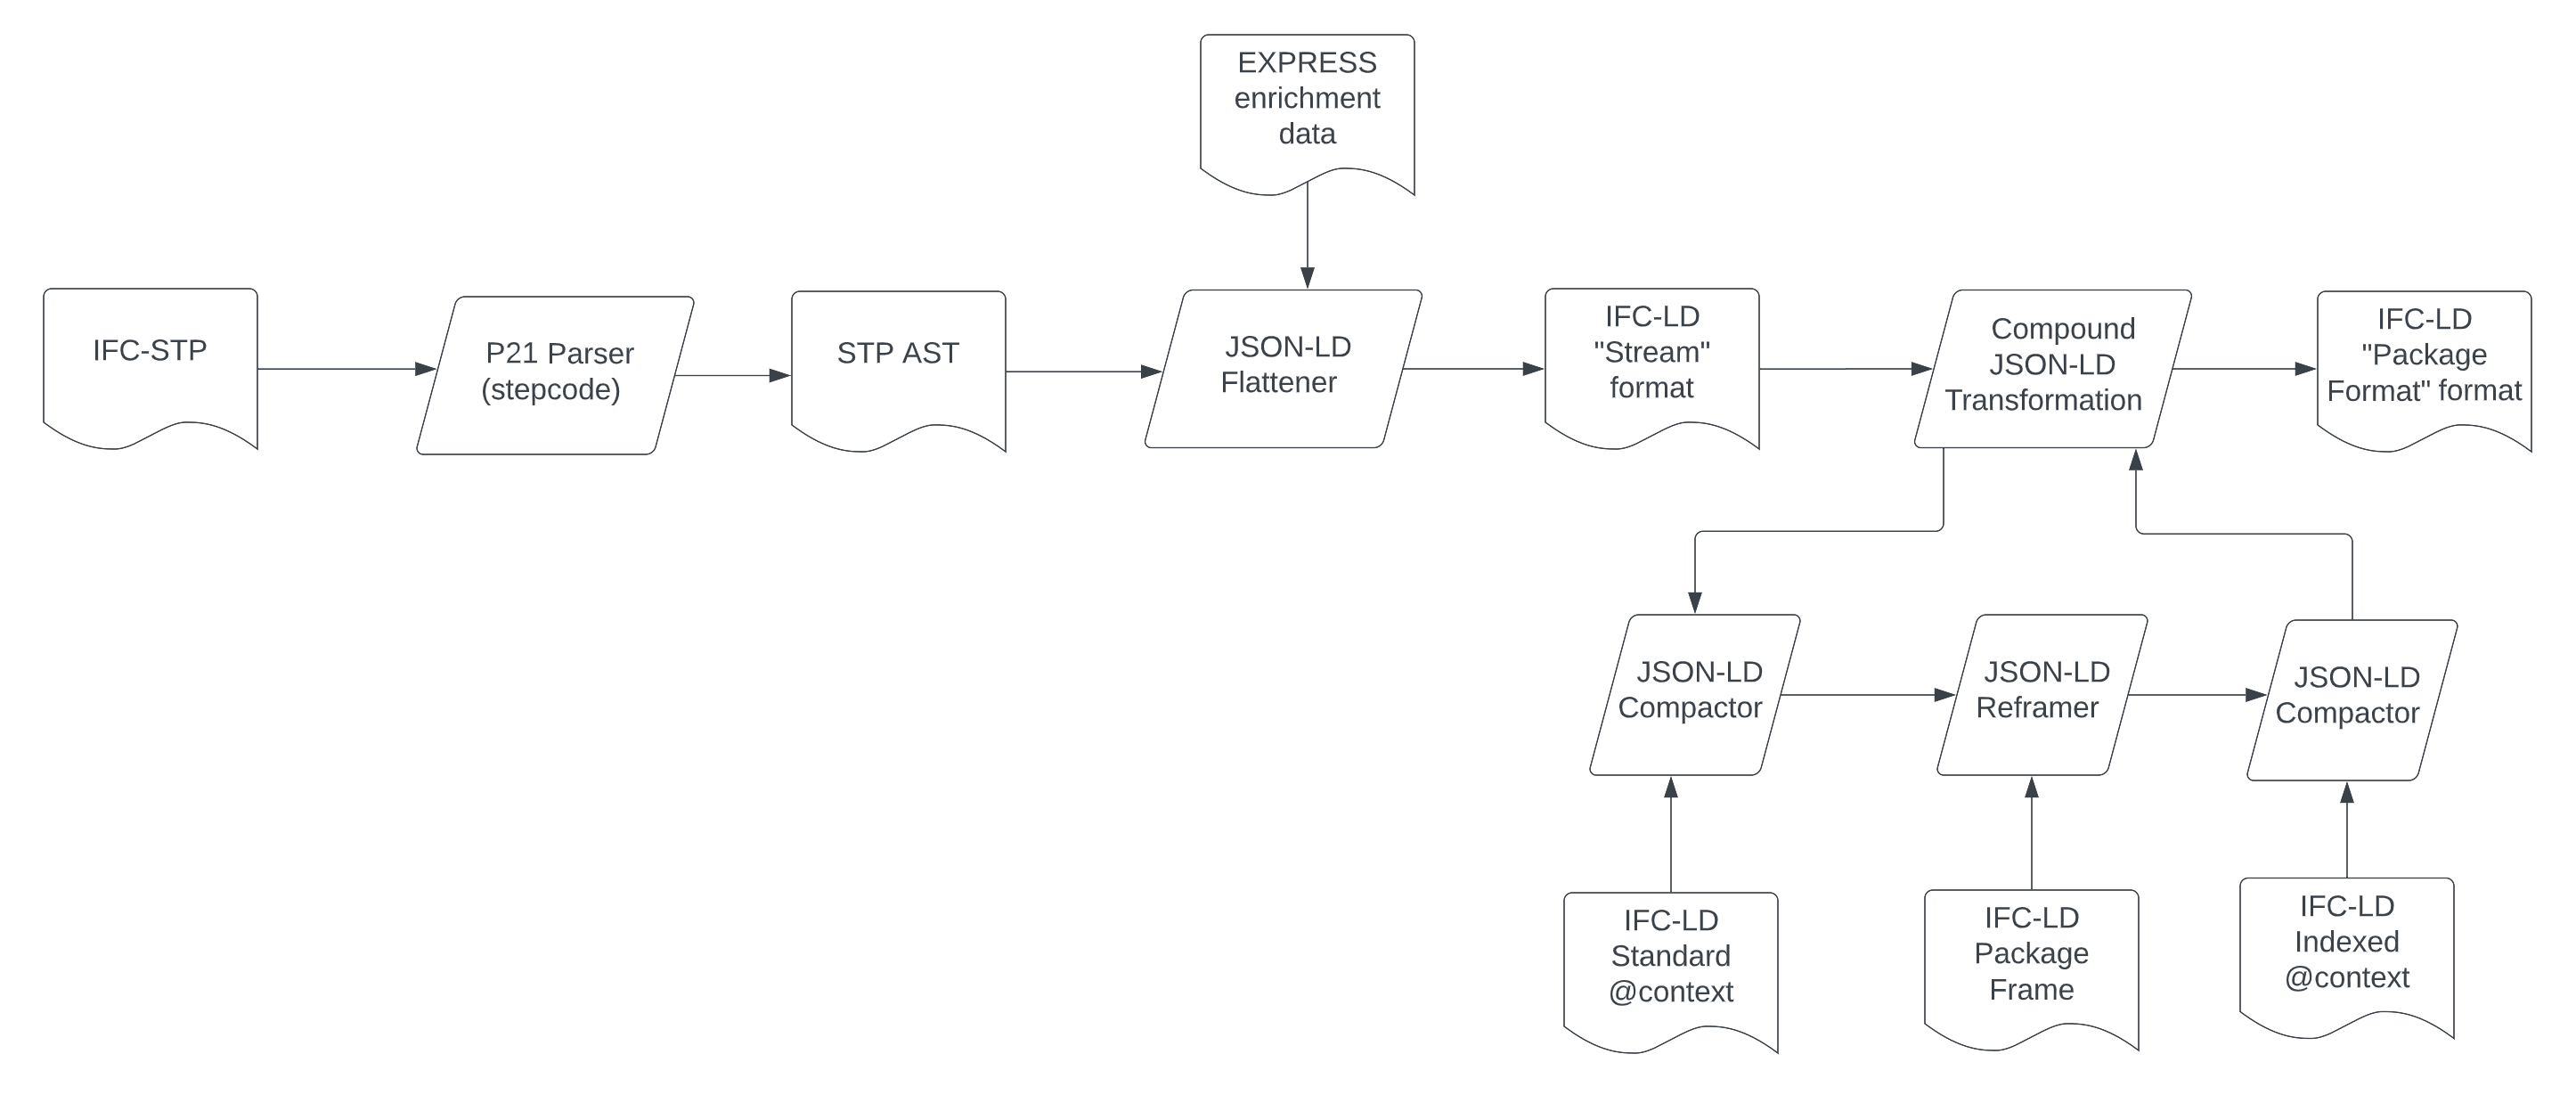 EXPRESS
enrichment
data
IFC-STP
P21 Parser
(stepcode)
STP AST
JSON-LD
Flattener
IFC-LD
"Stream"
format
Compound
JSON-LD
Transformation
IFC-LD
"Package
Format" format
JSON-LD
Compactor
JSON-LD
Reframer
JSON-LD
Compactor
IFC-LD
Standard
@context
IFC-LD
Package
Frame
IFC-LD
Indexed
@context